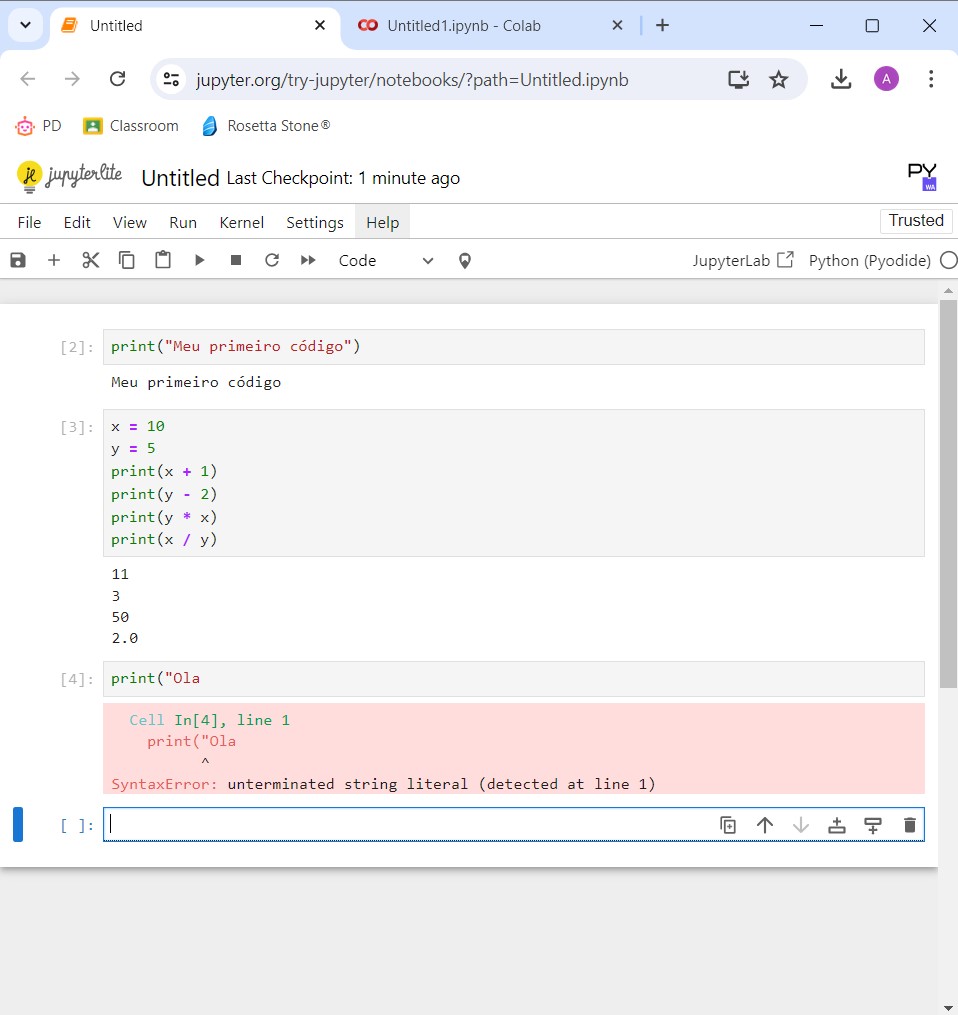 Untitled
Untitled1.ipynb - Colab
jupyter.org/try-jupyter/notebooks/?path=Untitled.ipynb
A
PD
Classroom
Rosetta Stone®
jupyterlite
Untitled Last Checkpoint: 1 minute ago
PY
WA
File Edit View Run Kernel Settings Help
Trusted
Code
JupyterLab
Python (Pyodide)
[2]: print("Meu primeiro código")
Meu primeiro código
[3]: x = 10
y = 5
print(x + 1)
print(y - 2)
print(y * x)
print(x / y)
11
3
50
2.0
[4]: print("Ola
Cell In[4], line 1
print("Ola
^
SyntaxError: unterminated string literal (detected at line 1)
[ ]: